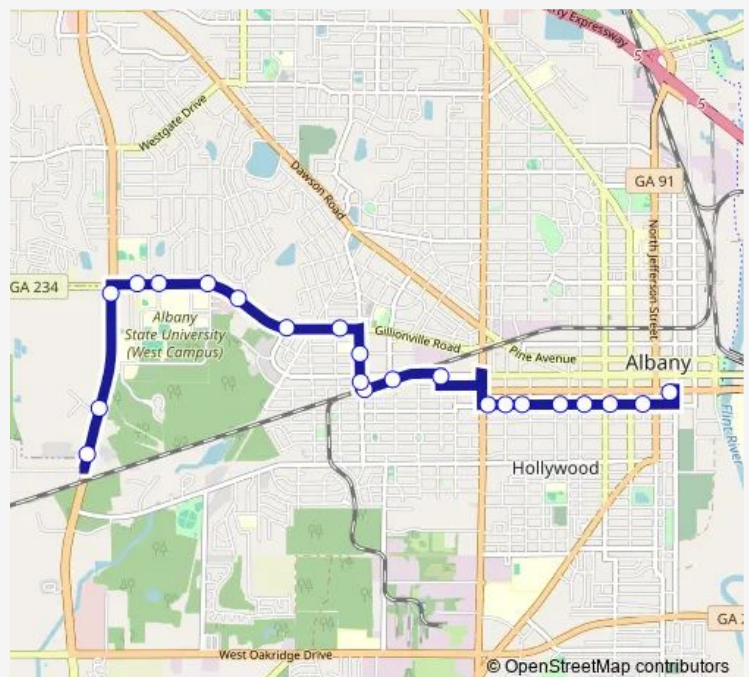 ty Expressway
5
5
Westgate Drive
Dawson Road
GA 91
North Jefferson Street
GA 234
Albany
State University
(West Campus)
Gillionville Road
Pine Avenue
Albany
Flint River
Hollywood
GA 2
West Oakridge Drive
© OpenStreetMap contributors